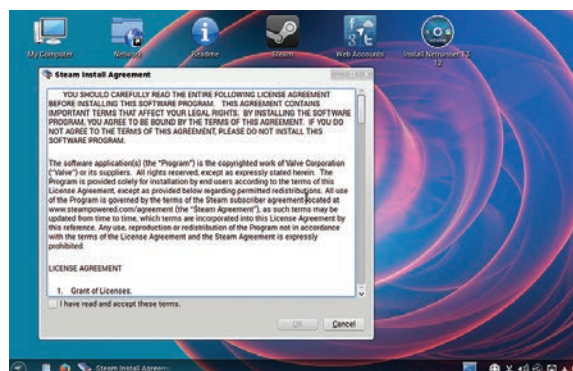 My Computer
Network
Readme
Steam
Web Accounts
Install Netrunner 13.
12
Steam Install Agreement
YOU SHOULD CAREFULLY READ THE ENTIRE FOLLOWING LICENSE AGREEMENT
BEFORE INSTALLING THIS SOFTWARE PROGRAM. THIS AGREEMENT CONTAINS
IMPORTANT TERMS THAT AFFECT YOUR LEGAL RIGHTS. BY INSTALLING THE SOFTWARE
PROGRAM, YOU AGREE TO BE BOUND BY THE TERMS OF THIS AGREEMENT. IF YOU DO
NOT AGREE TO THE TERMS OF THIS AGREEMENT, PLEASE DO NOT INSTALL THIS
SOFTWARE PROGRAM.
The software application(s) (the "Program") is the copyrighted work of Valve Corporation
("Valve") or its suppliers. All rights reserved, except as expressly stated herein. The
Program is provided solely for installation by end users according to the terms of this
License Agreement, except as provided below regarding permitted redistributions. All use
of the Program is governed by the terms of the Steam subscriber agreement located at
www.steampowered.com/agreement (the "Steam Agreement"), as such terms may be
updated from time to time, which terms are incorporated into this License Agreement by
this reference. Any use, reproduction or redistribution of the Program not in accordance
with the terms of the License Agreement and the Steam Agreement is expressly
prohibited.
LICENSE AGREEMENT
1. Grant of Licenses.
I have read and accept these terms.
OK
Cancel
Steam Install Agreem